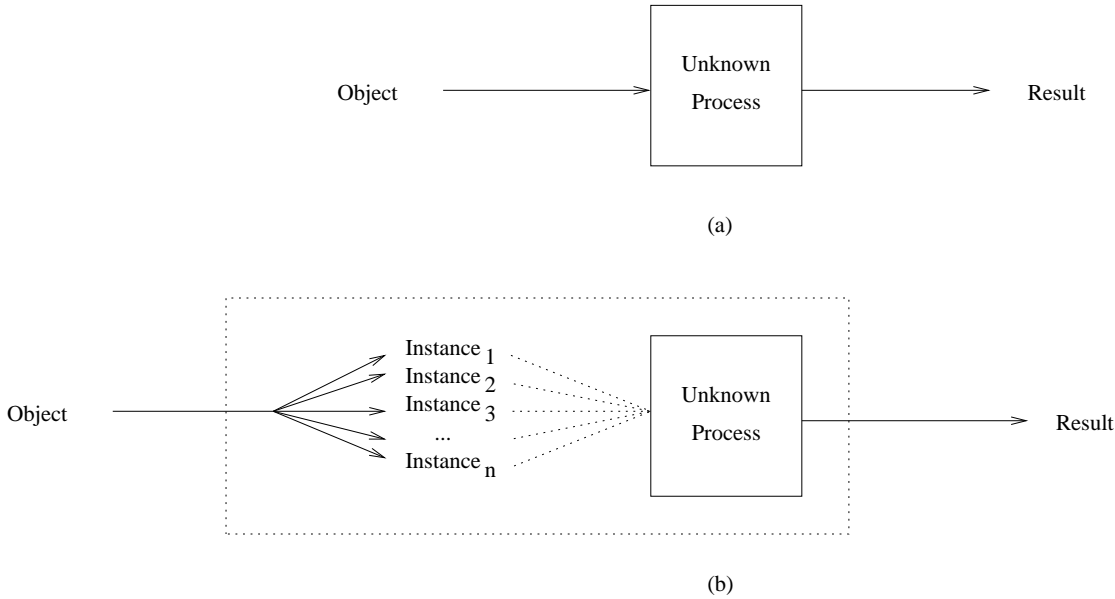 Unknown
Object
Process
Result
(a)
Instance 1
Instance 2
Object
Instance 3
Unknown
...
Process
Result
Instance n
(b)